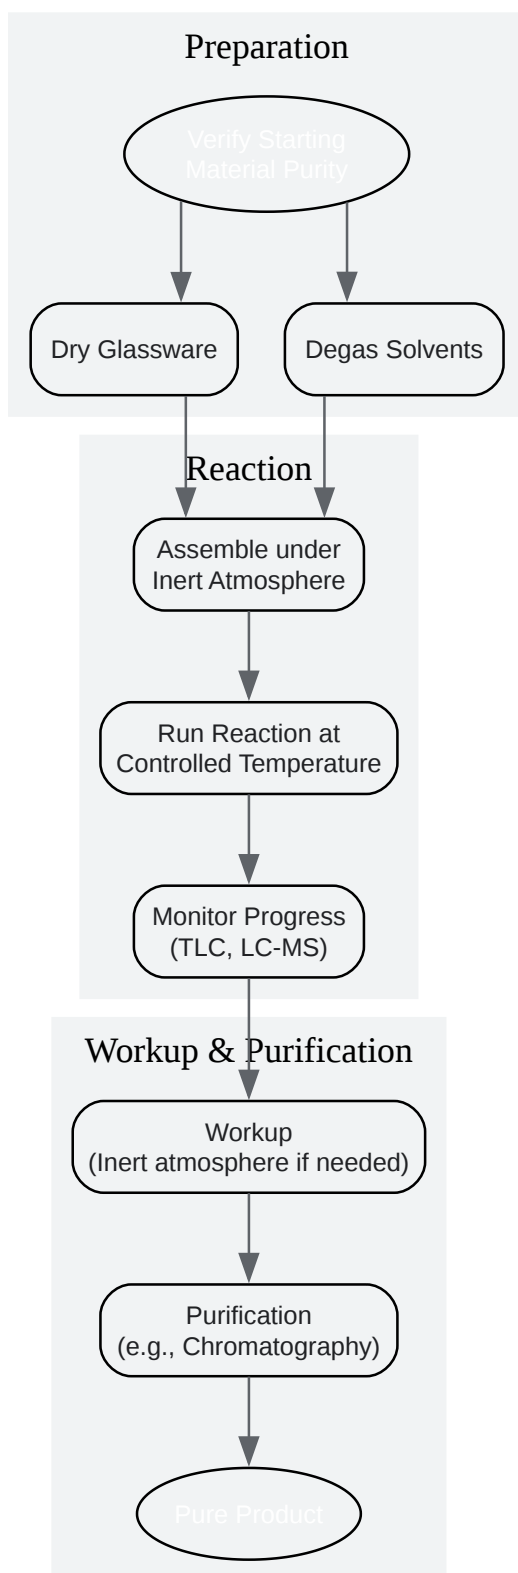 Preparation
Verify Starting
Material Purity
Dry Glassware
Degas Solvents
Reaction
Assemble under
Inert Atmosphere
Run Reaction at
Controlled Temperature
Monitor Progress
(TLC, LC-MS)
Workup & Purification
Workup
(Inert atmosphere if needed)
Purification
(e.g., Chromatography)
Pure Product